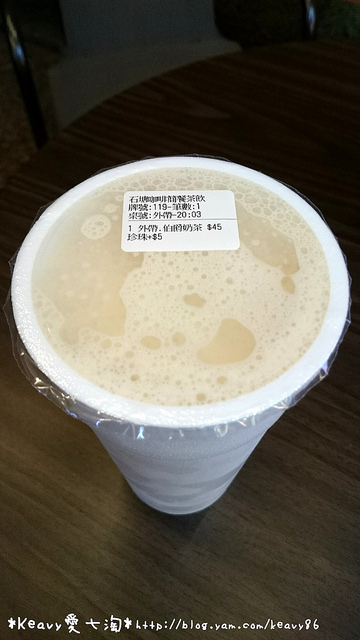 石塘咖啡簡餐茶飲
牌號:119-筆數:1
桌號:外帶-20:03
1 外帶.伯爵奶茶 $45
珍珠+$5
*Keavy愛七淘*http://blog.yam.com/keavy86